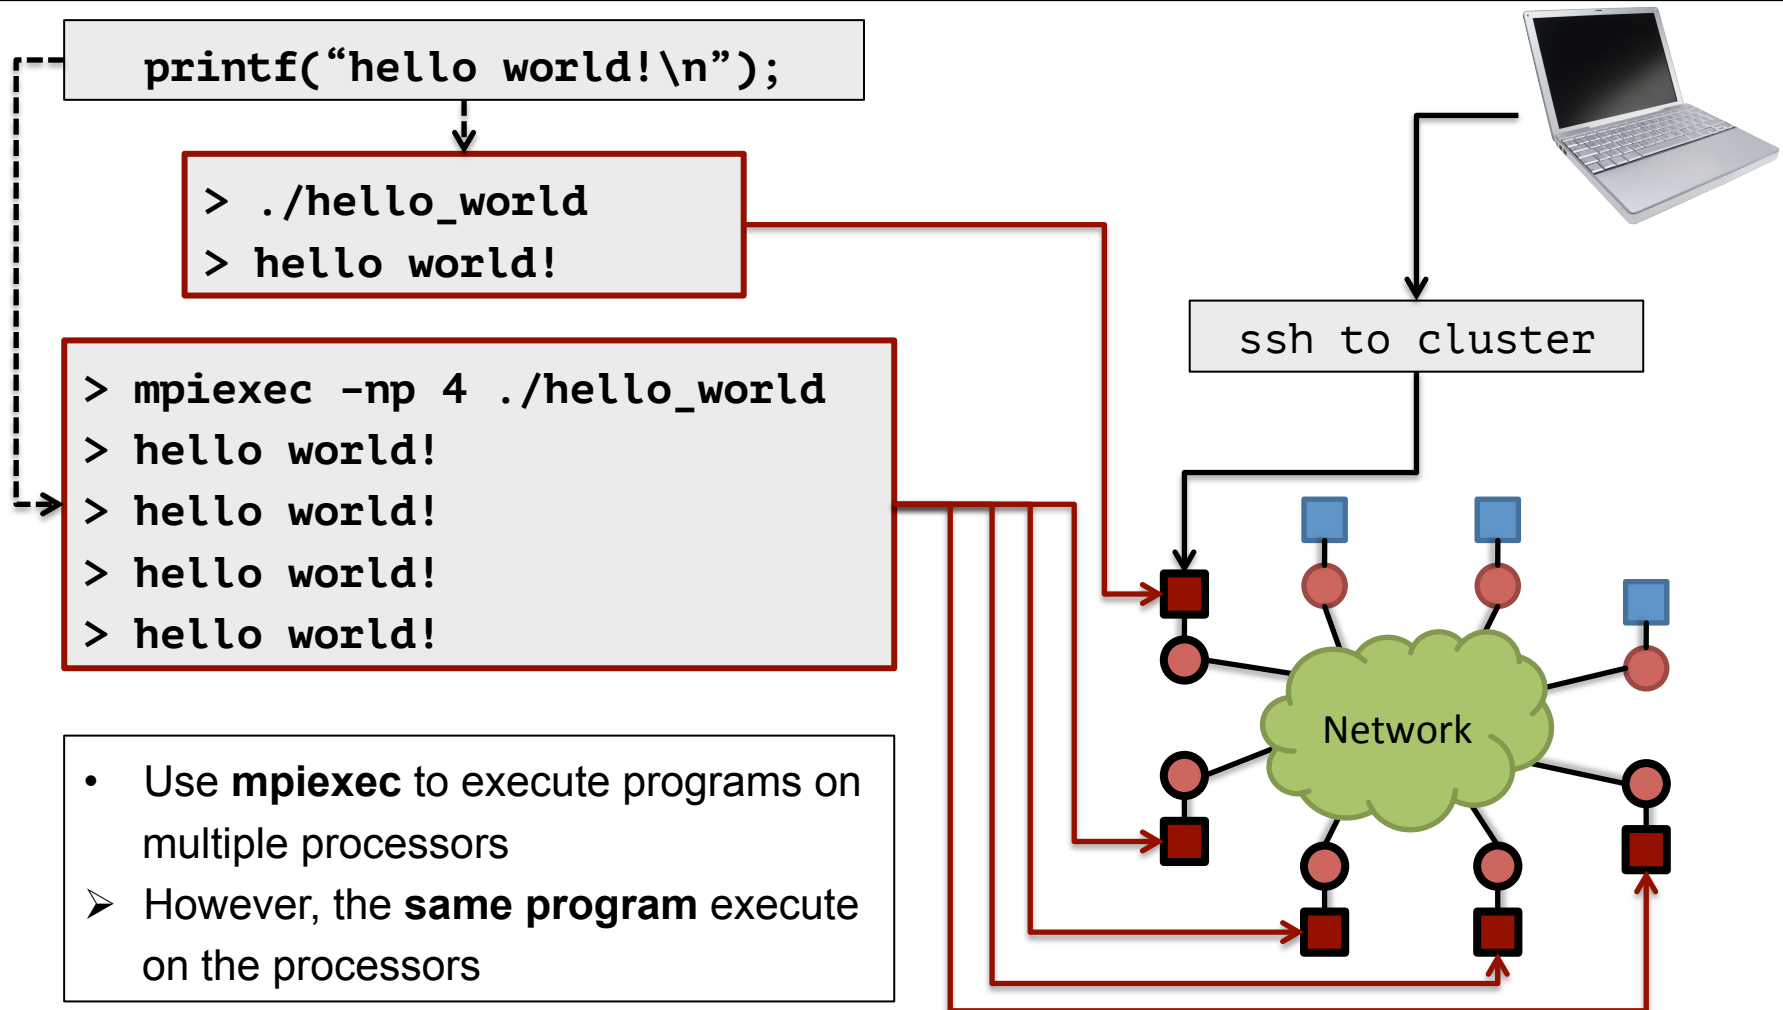 printf(“hello world!\n”);
> ./hello_world
> hello world!
> mpiexec –np 4 ./hello_world
> hello world!
> hello world!
> hello world!
> hello world!
• Use mpiexec to execute programs on
multiple processors
➢ However, the same program execute
on the processors
ssh to cluster
Network